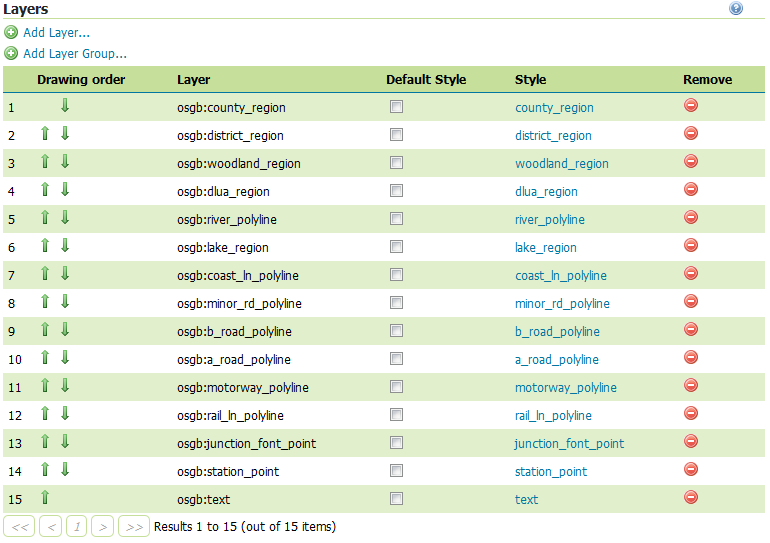 Layers
Add Layer...
Add Layer Group...
Drawing order Layer Default Style Style Remove
1 osgb:county_region county_region
2 osgb:district_region district_region
3 osgb:woodland_region woodland_region
4 osgb:dlua_region dlua_region
5 osgb:river_polyline river_polyline
6 osgb:lake_region lake_region
7 osgb:coast_ln_polyline coast_ln_polyline
8 osgb:minor_rd_polyline minor_rd_polyline
9 osgb:b_road_polyline b_road_polyline
10 osgb:a_road_polyline a_road_polyline
11 osgb:motorway_polyline motorway_polyline
12 osgb:rail_ln_polyline rail_ln_polyline
13 osgb:junction_font_point junction_font_point
14 osgb:station_point station_point
15 osgb:text text
<< < 1 > >> Results 1 to 15 (out of 15 items)